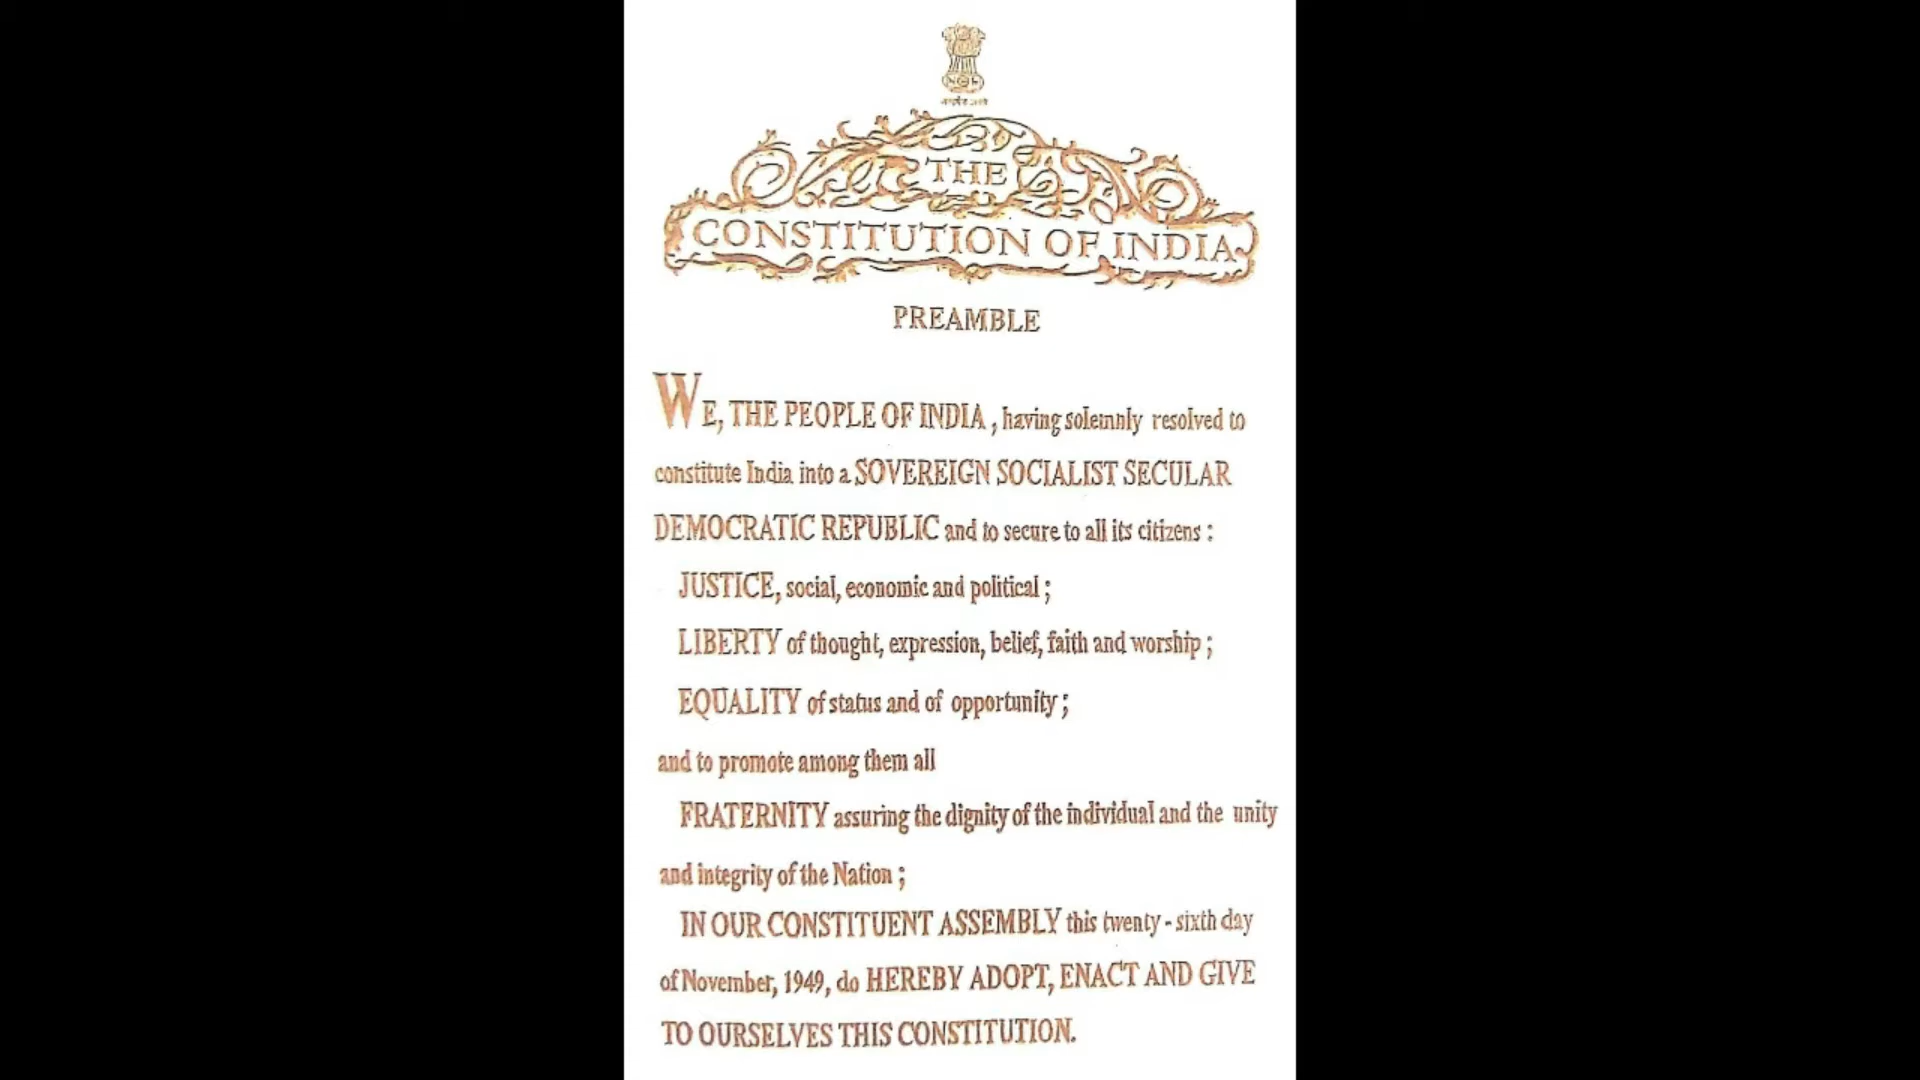 THE
CONSTITUTION OF INDIA
PREAMBLE
WE, THE PEOPLE OF INDIA, having solemnly resolved to
constitute India into a SOVEREIGN SOCIALIST SECULAR
DEMOCRATIC REPUBLIC and to secure to all its citizens :
JUSTICE, social, economic and political ;
LIBERTY of thought, expression, belief, faith and worship ;
EQUALITY of status and of opportunity ;
and to promote among them all
FRATERNITY assuring the dignity of the individual and the unity
and integrity of the Nation ;
IN OUR CONSTITUENT ASSEMBLY this twenty - sixth day
of November, 1949, do HEREBY ADOPT, ENACT AND GIVE
TO OURSELVES THIS CONSTITUTION.